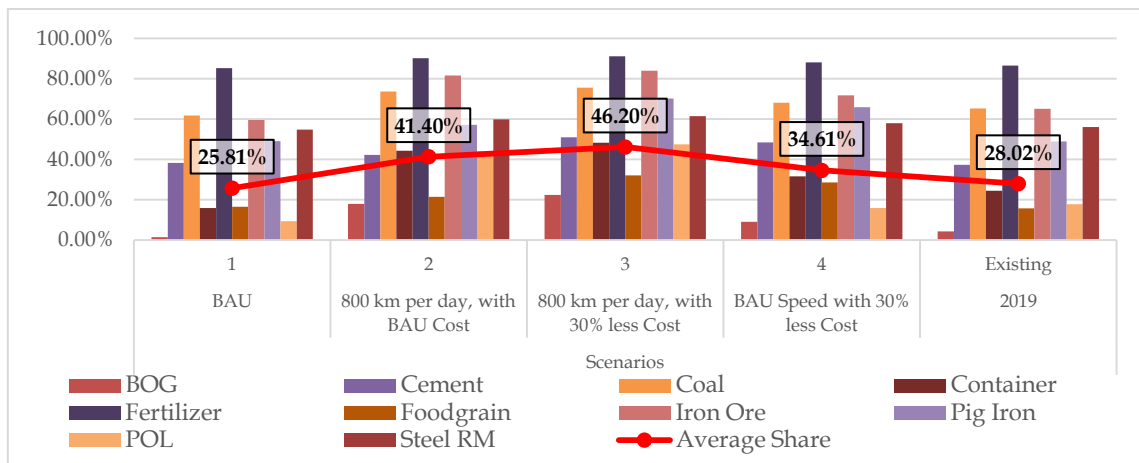 100.00%
80.00%
60.00%
40.00%
20.00%
0.00%
25.81%
41.40%
46.20%
34.61%
28.02%
1
2
3
4
Existing
BAU
800 km per day, with BAU Cost
800 km per day, with 30% less Cost
BAU Speed with 30% less Cost
2019
Scenarios
BOG
Cement
Coal
Container
Fertilizer
Foodgrain
Iron Ore
Pig Iron
POL
Steel RM
Average Share